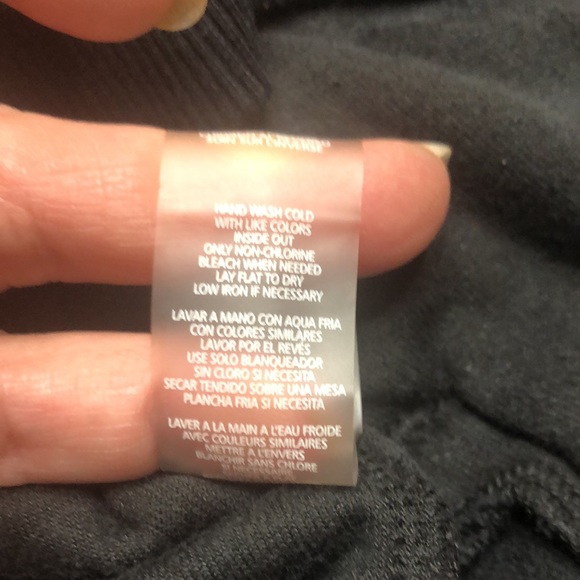 HAND WASH COLD
WITH LIKE COLORS
INSIDE OUT
ONLY NON-CHLORINE
BLEACH WHEN NEEDED
LAY FLAT TO DRY
LOW IRON IF NECESSARY
LAVAR A MANO CON AQUA FRIA
CON COLORES SIMILARES
LAVOR POR EL REVÉS
USE SOLO BLANQUEADOR
SIN CLORO SI NECESITA
SECAR TENDIDO SOBRE UNA MESA
PLANCHA FRIA SI NECESITA
LAVER A LA MAIN A L'EAU FROIDE
AVEC COULEURS SIMILAIRES
METTRE A L'ENVERS
BLANCHIR SANS CHLORE
SI NECESSAIRE